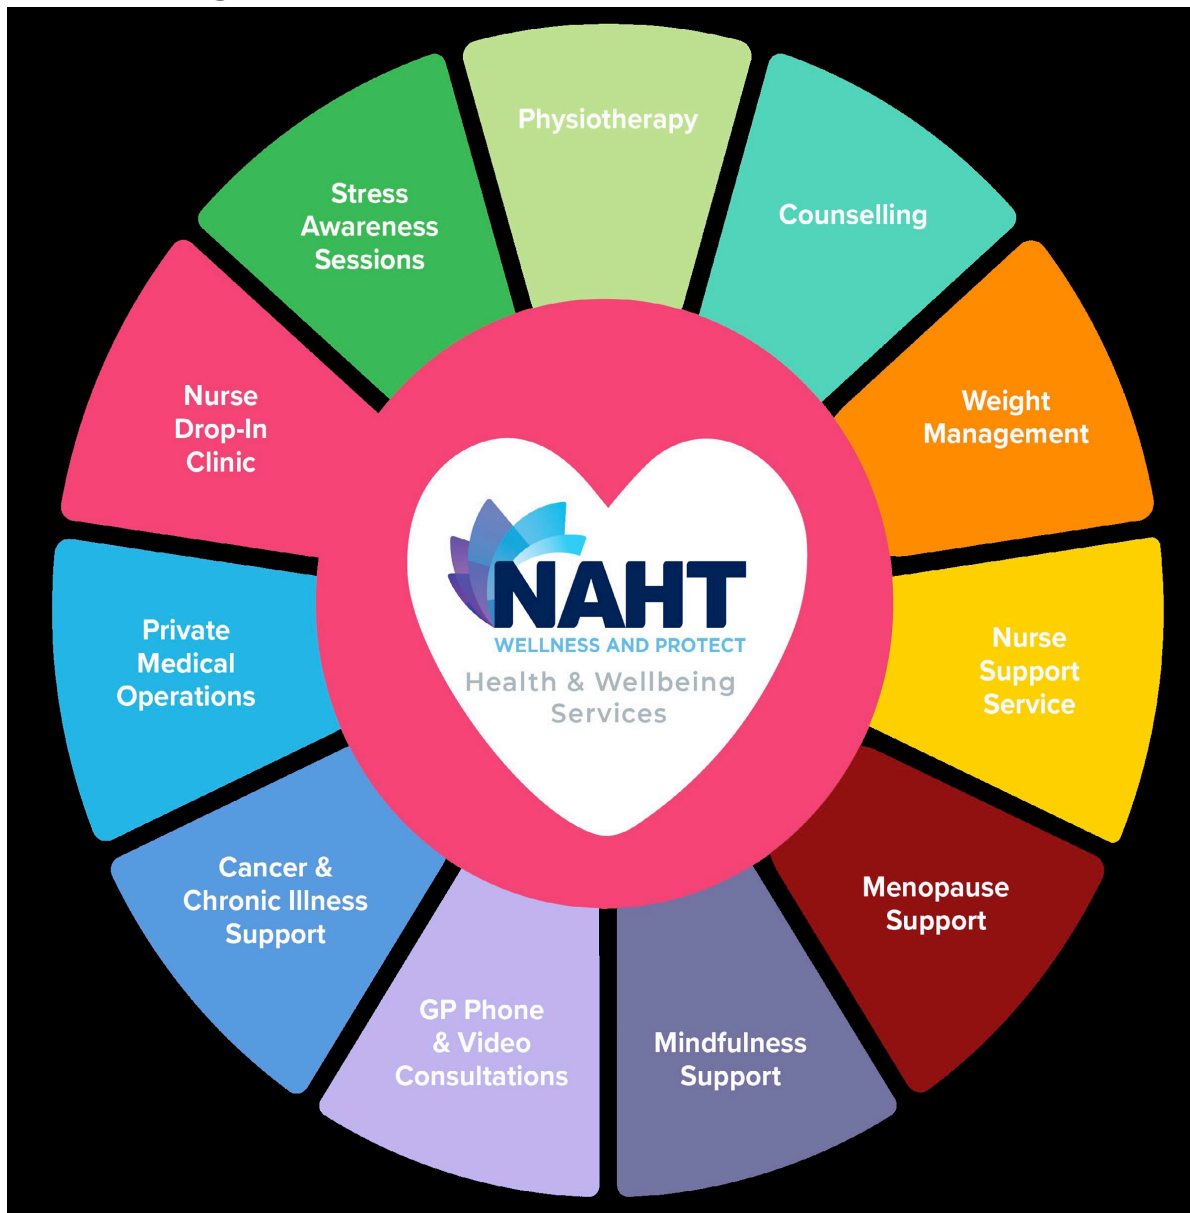 Physiotherapy
Counselling
Weight
Management
Nurse
Support
Service
Menopause
Support
Mindfulness
Support
GP Phone
& Video
Consultations
Cancer &
Chronic Illness
Support
Private
Medical
Operations
Nurse
Drop-In
Clinic
Stress
Awareness
Sessions
NAHT
WELLNESS AND PROTECT
Health & Wellbeing
Services